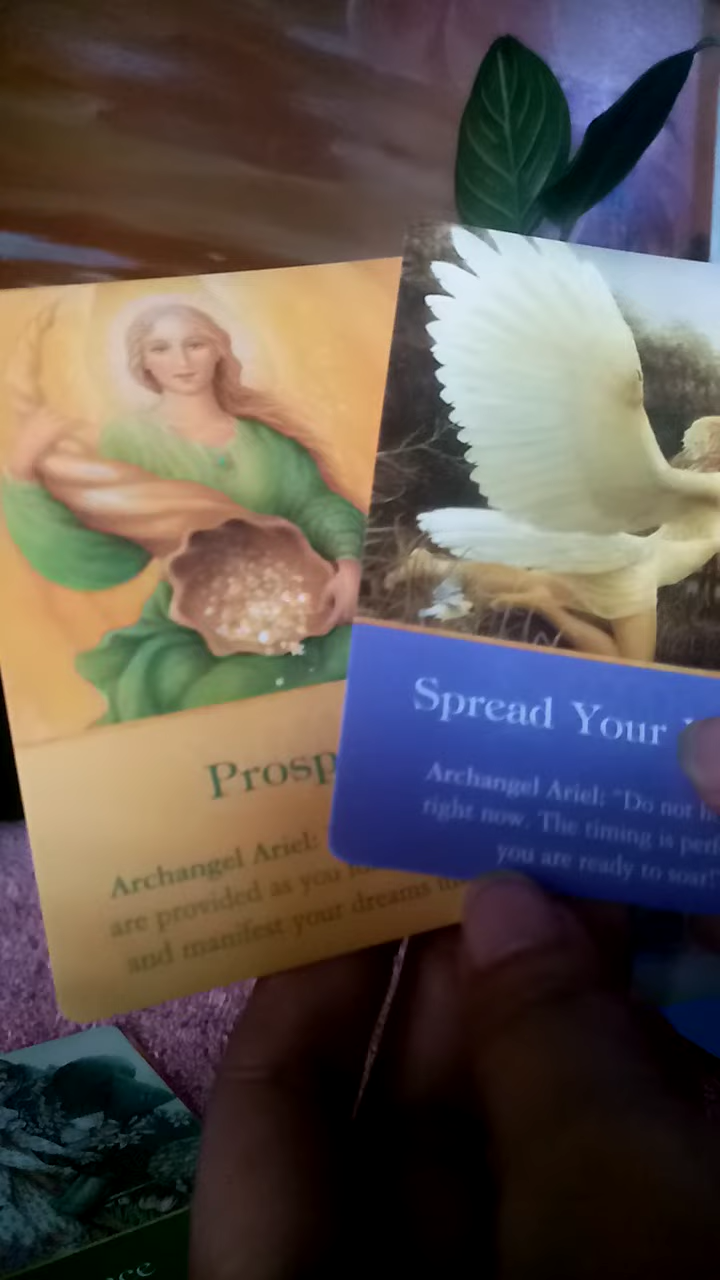 Prosp
Archangel Ariel:
are provided as you
and manifest your dreams
Spread Your
Archangel Ariel: "Do not
right now. The timing is
you are ready to soar!